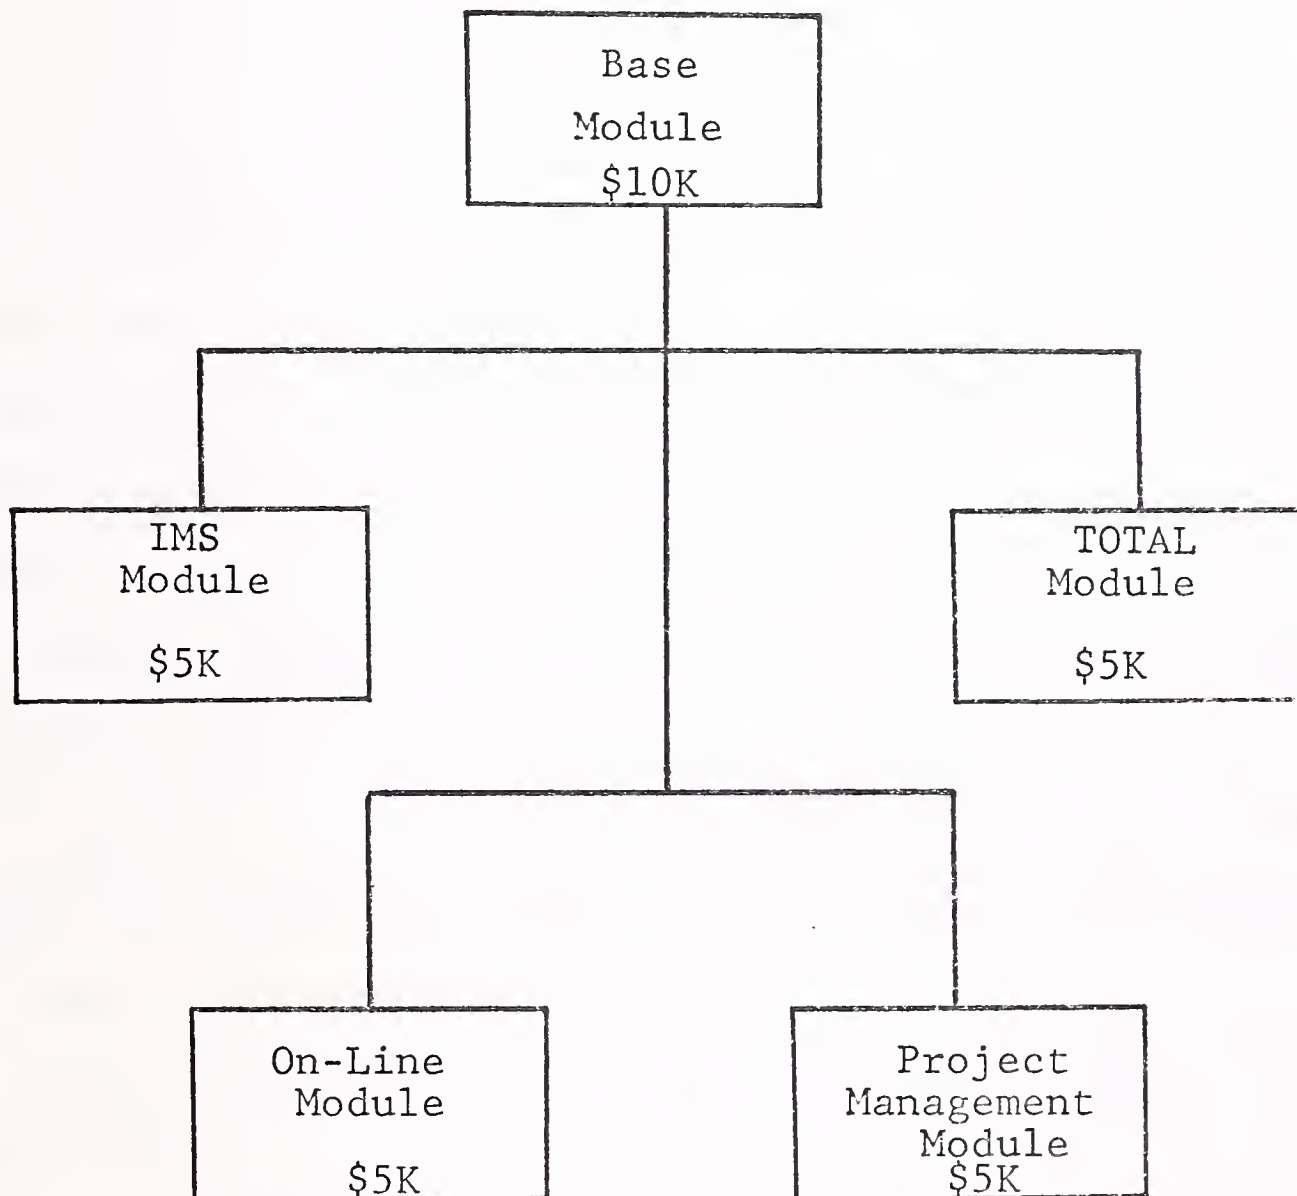 Base
Module
$10K
IMS
Module
$5K
TOTAL
Module
$5K
On-Line
Module
$5K
Project
Management
Module
$5K